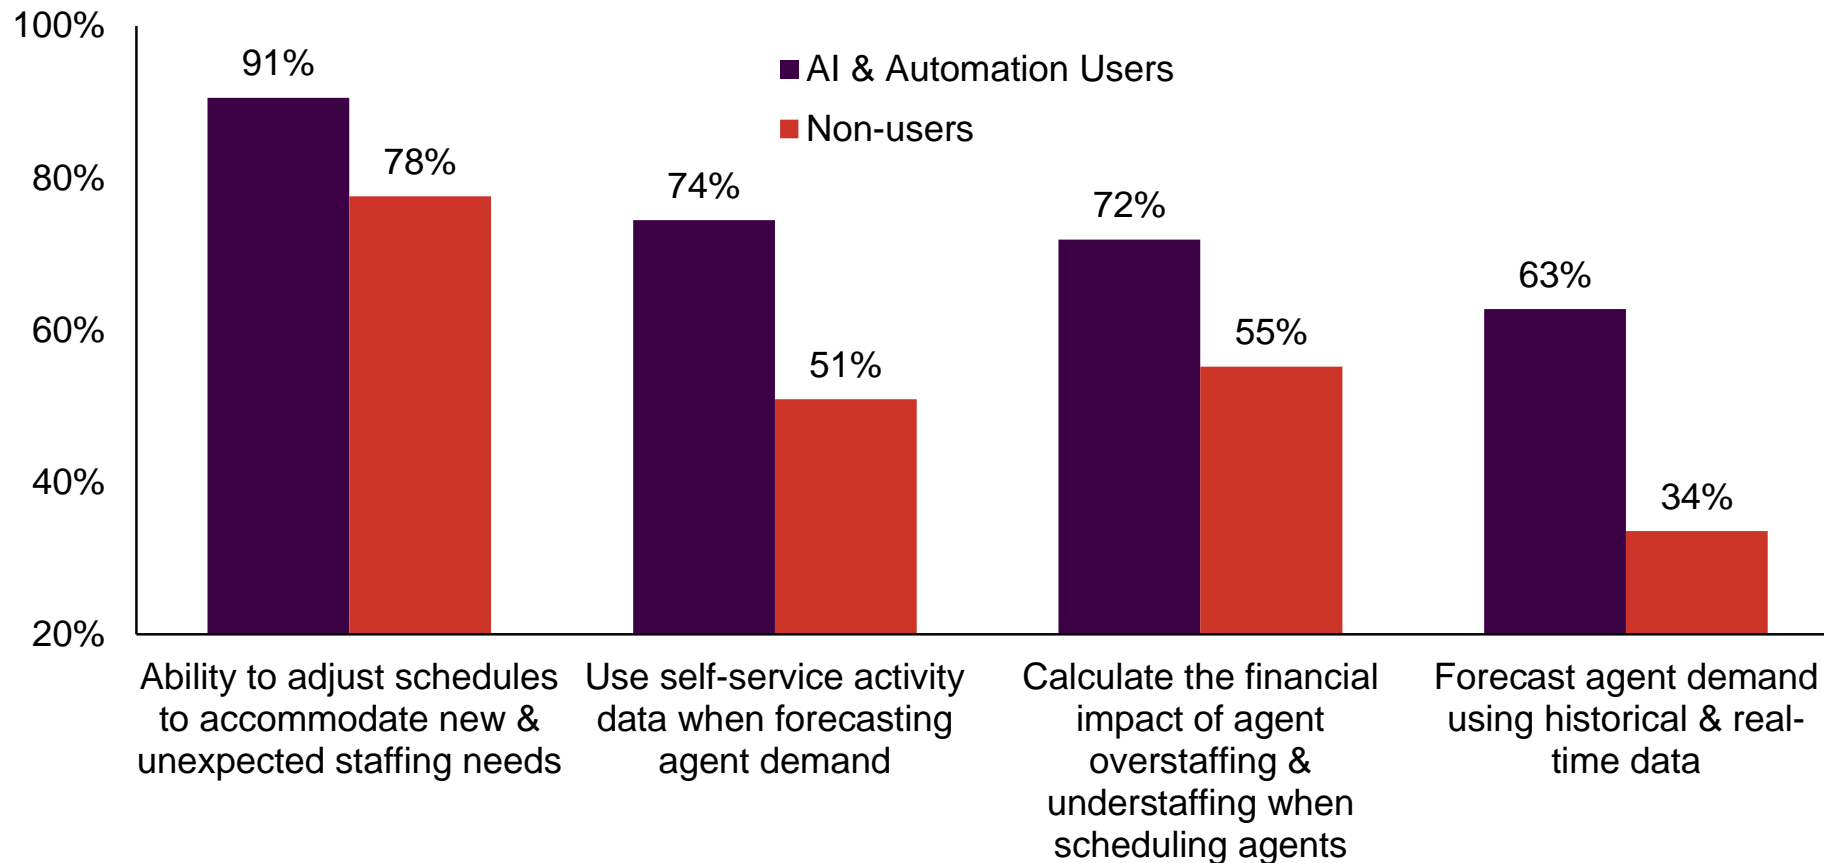 100%
80%
60%
40%
20%
AI & Automation Users
Non-users
91%
78%
74%
51%
72%
55%
63%
34%
Ability to adjust schedules
to accommodate new &
unexpected staffing needs
Use self-service activity
data when forecasting
agent demand
Calculate the financial
impact of agent
overstaffing &
understaffing when
scheduling agents
Forecast agent demand
using historical & real-
time data